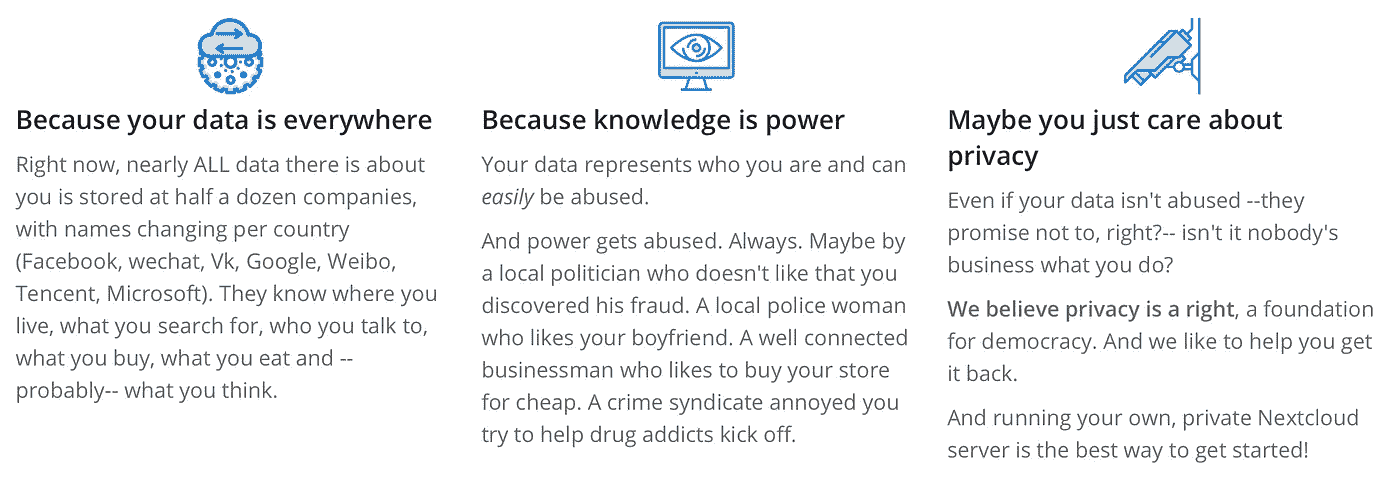 Because your data is everywhere
Right now, nearly ALL data there is about
you is stored at half a dozen companies,
with names changing per country
(Facebook, wechat, Vk, Google, Weibo,
Tencent, Microsoft). They know where you
live, what you search for, who you talk to,
what you buy, what you eat and --
probably-- what you think.
Because knowledge is power
Your data represents who you are and can
easily be abused.
And power gets abused. Always. Maybe by
a local politician who doesn't like that you
discovered his fraud. A local police woman
who likes your boyfriend. A well connected
businessman who likes to buy your store
for cheap. A crime syndicate annoyed you
try to help drug addicts kick off.
Maybe you just care about
privacy
Even if your data isn't abused --they
promise not to, right?-- isn't it nobody's
business what you do?
We believe privacy is a right, a foundation
for democracy. And we like to help you get
it back.
And running your own, private Nextcloud
server is the best way to get started!